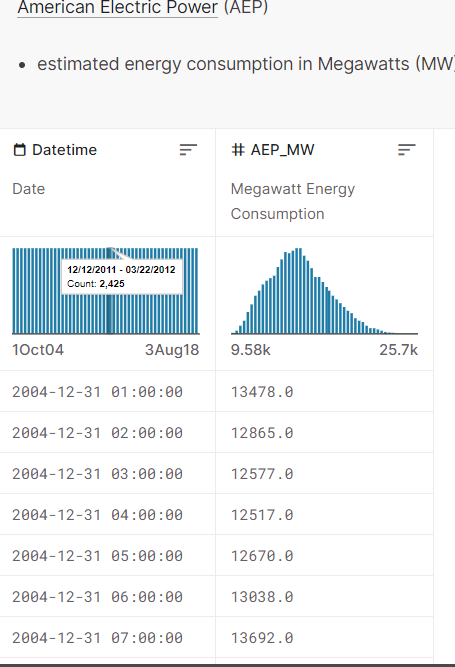 American Electric Power (AEP)
• estimated energy consumption in Megawatts (MW)
Datetime
# AEP_MW
Date
Megawatt Energy
Consumption
12/12/2011 - 03/22/2012
Count: 2,425
1Oct04 3Aug18
9.58k 25.7k
2004-12-31 01:00:00 13478.0
2004-12-31 02:00:00 12865.0
2004-12-31 03:00:00 12577.0
2004-12-31 04:00:00 12517.0
2004-12-31 05:00:00 12670.0
2004-12-31 06:00:00 13038.0
2004-12-31 07:00:00 13692.0